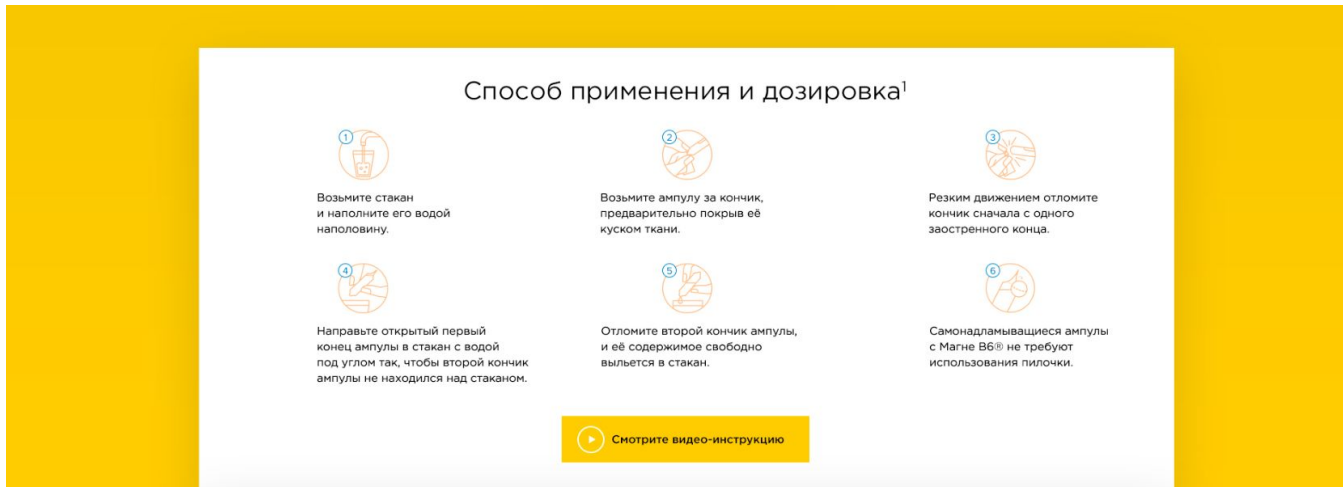 Способ применения и дозировка¹
1
Возьмите стакан
и наполните его водой
наполовину.
2
Возьмите ампулу за кончик,
предварительно покрыв её
куском ткани.
3
Резким движением отломите
кончик сначала с одного
заостренного конца.
4
Направьте открытый первый
конец ампулы в стакан с водой
под углом так, чтобы второй кончик
ампулы не находился над стаканом.
5
Отломите второй кончик ампулы,
и её содержимое свободно
выльется в стакан.
6
Самонадламыващиеся ампулы
с Магне B6® не требуют
использования пилочки.
Смотрите видео-инструкцию